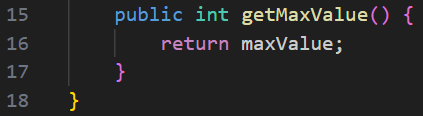 15 public int getMaxValue() {
16 return maxValue;
17 }
18 }